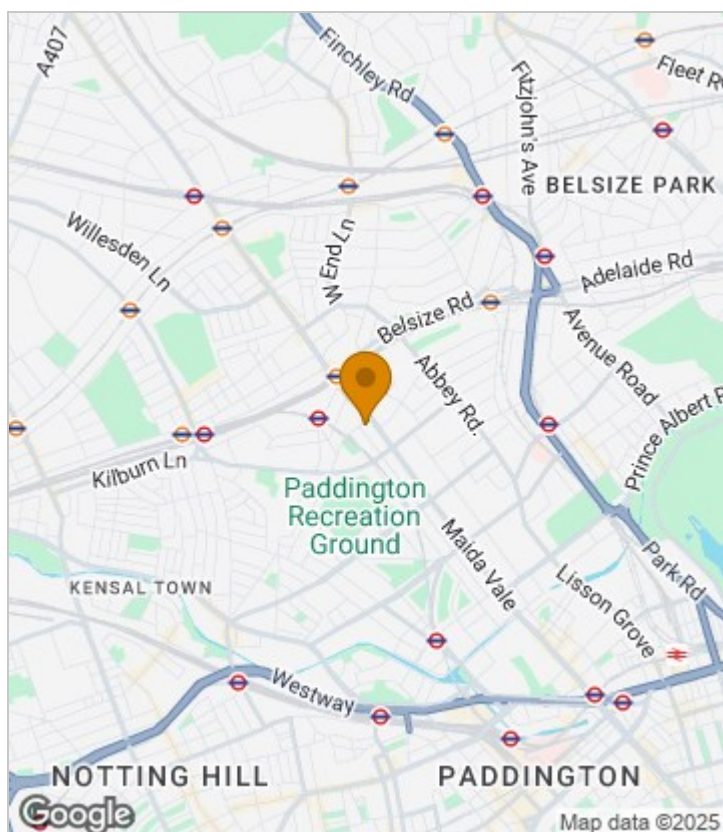 A407
Finchley Rd
Fitzjohn's Ave
Fleet R
BELSIZE PARK
Willesden Ln
W End Ln
Adelaide Rd
Belsize Rd
Avenue Road
Abbey Rd.
Prince Albert R
Kilburn Ln
Paddington
Recreation
Ground
Maida Vale
Park Rd
Lisson Grove
KENSAL TOWN
Westway
NOTTING HILL
PADDINGTON
Google
Map data ©2025